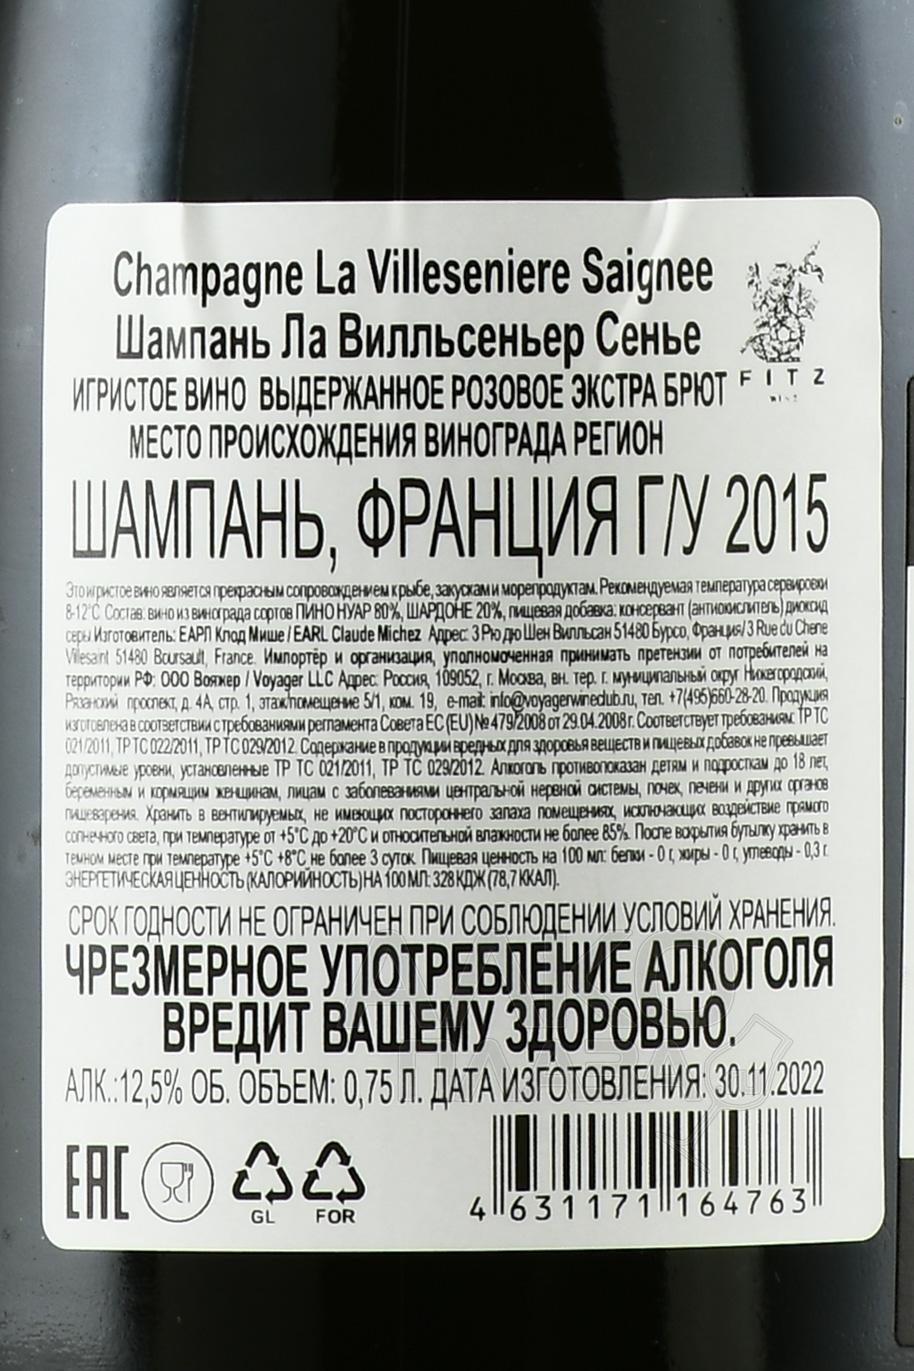 Champagne La Villeseniere Saignee
Шампань Ла Вилльсеньер Сенье
ИГРИСТОЕ ВИНО ВЫДЕРЖАННОЕ РОЗОВОЕ ЭКСТРА БРЮТ
FITZ
WINE
МЕСТО ПРОИСХОЖДЕНИЯ ВИНОГРАДА РЕГИОН
ШАМПАНЬ, ФРАНЦИЯ Г/У 2015
Это игристое вино является прекрасным сопровождением к рыбе, закускам и морепродуктам. Рекомендуемая температура сервировки
8-12°С. Состав: вино из винограда сортов ПИНО НУАР 80%, ШАРДОНЕ 20%, пищевая добавка: консервант (антиокислитель) диоксид
серы Изготовитель: ЕАРЛ Клод Мише / EARL Claude Michez Адрес: 3 Рю дю Шен Вилльсан 51480 Бурсо, Франция/ 3 Rue du Chene
Villesaint 51480 Boursault, France. Импортёр и организация, уполномоченная принимать претензии от потребителей на
территории РФ: ООО Вояжер / Voyager LLC Адрес: Россия, 109052, г. Москва, вн. тер. г. муниципальный округ Нижегородский,
Рязанский проспект, д. 4А, стр. 1, этаж/помещение 5/1, ком. 19, e-mail: info@voyagerwineclub.ru, тел. +7(495)660-28-20. Продукция
изготовлена в соответствии с требованиями регламента Совета ЕС (EU) № 479/2008 от 29.04.2008 г. Соответствует требованиям: ТР ТС
021/2011, ТР ТС 022/2011, ТР ТС 029/2012. Содержание в продукции вредных для здоровья веществ и пищевых добавок не превышает
допустимые уровни, установленные ТР ТС 021/2011, ТР ТС 029/2012. Алкоголь противопоказан детям и подросткам до 18 лет,
беременным и кормящим женщинам, лицам с заболеваниями центральной нервной системы, почек, печени и других органов
пищеварения. Хранить в вентилируемых, не имеющих постороннего запаха помещениях, исключающих воздействие прямого
солнечного света, при температуре от +5°С до +20°С и относительной влажности не более 85%. После вскрытия бутылку хранить в
темном месте при температуре +5°С +8°С не более 3 суток. Пищевая ценность на 100 мл: белки - 0 г, жиры - 0 г, углеводы - 0,3 г.
ЭНЕРГЕТИЧЕСКАЯ ЦЕННОСТЬ (КАЛОРИЙНОСТЬ) НА 100 МЛ: 328 КДЖ (78,7 ККАЛ).
СРОК ГОДНОСТИ НЕ ОГРАНИЧЕН ПРИ СОБЛЮДЕНИИ УСЛОВИЙ ХРАНЕНИЯ.
ЧРЕЗМЕРНОЕ УПОТРЕБЛЕНИЕ АЛКОГОЛЯ
ВРЕДИТ ВАШЕМУ ЗДОРОВЬЮ.
АЛК.:12,5% ОБ. ОБЪЕМ: 0,75 Л. ДАТА ИЗГОТОВЛЕНИЯ: 30.11.2022
EAC
GL FOR
4 631171 164763